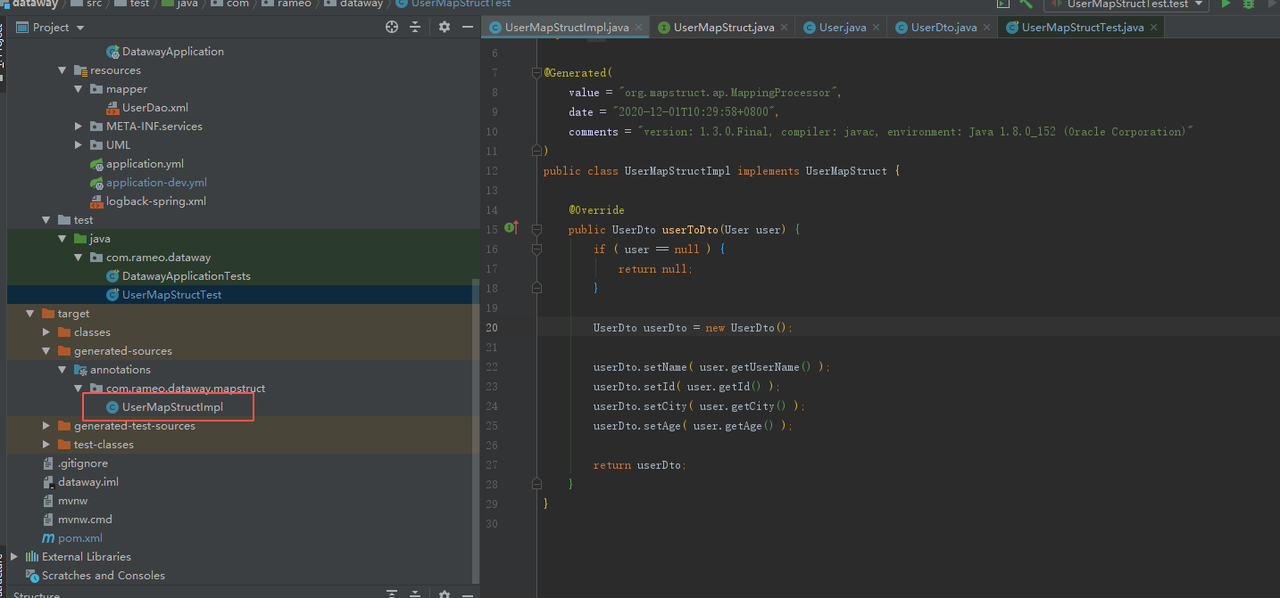 dataway src test java com rameo dataway UserMapStructTest UserMapStructTest.test
Project
UserMapStructImpl.java UserMapStruct.java User.java UserDto.java UserMapStructTest.java
DatawayApplication
resources
mapper
UserDao.xml
META-INF.services
UML
application.yml
application-dev.yml
logback-spring.xml
test
java
com.rameo.dataway
DatawayApplicationTests
UserMapStructTest
target
classes
generated-sources
annotations
com.rameo.dataway.mapstruct
UserMapStructImpl
generated-test-sources
test-classes
.gitignore
dataway.iml
mvnw
mvnw.cmd
pom.xml
External Libraries
Scratches and Consoles
Structure
6
7 @Generated(
8 value = "org.mapstruct.ap.MappingProcessor",
9 date = "2020-12-01T10:29:58+0800",
10 comments = "version: 1.3.0.Final, compiler: javac, environment: Java 1.8.0_152 (Oracle Corporation)"
11 )
12 public class UserMapStructImpl implements UserMapStruct {
13
14 @Override
15 public UserDto userToDto(User user) {
16 if ( user == null ) {
17 return null;
18 }
19
20 UserDto userDto = new UserDto();
21
22 userDto.setName( user.getUserName() );
23 userDto.setId( user.getId() );
24 userDto.setCity( user.getCity() );
25 userDto.setAge( user.getAge() );
26
27 return userDto;
28 }
29 }
30